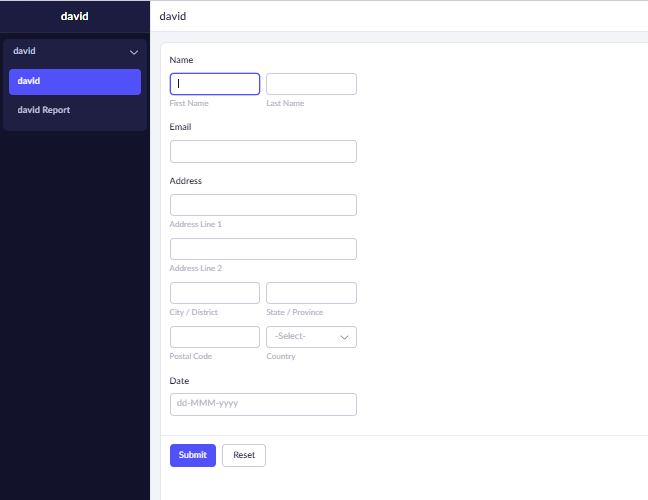 david
david
david
david
david Report
Name
First Name Last Name
Email
Address
Address Line 1
Address Line 2
City / District State / Province
-Select-
Postal Code Country
Date
dd-MMM-yyyy
Submit Reset